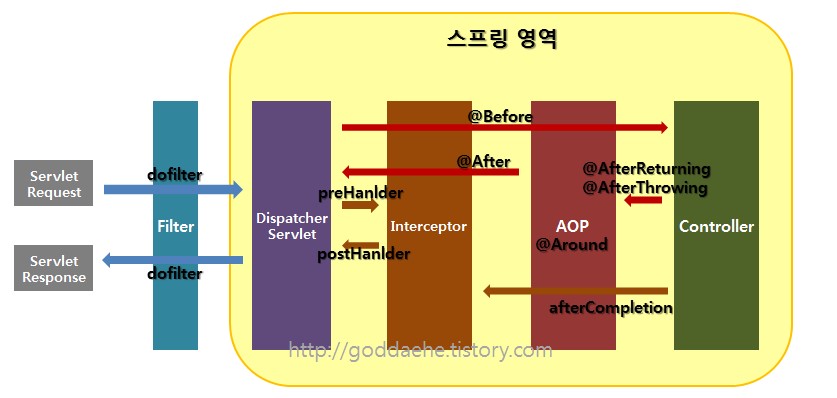 스프링 영역
@Before
@After
@AfterReturning
@AfterThrowing
Servlet
Request
dofilter
preHanlder
Filter
Dispatcher
Servlet
Interceptor
AOP
Controller
@Around
postHanlder
Servlet
Response
dofilter
afterCompletion
http://goddaehe.tistory.com